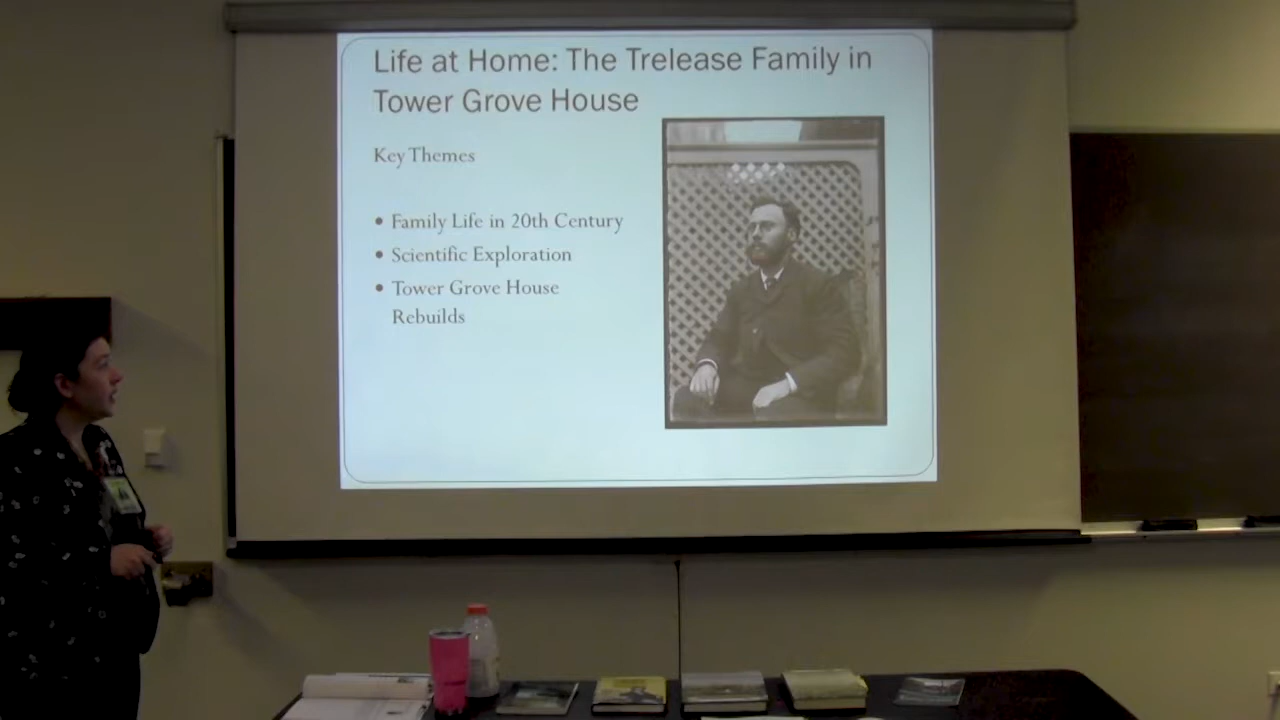 Life at Home: The Trelease Family in
Tower Grove House
Key Themes
• Family Life in 20th Century
• Scientific Exploration
• Tower Grove House
Rebuilds